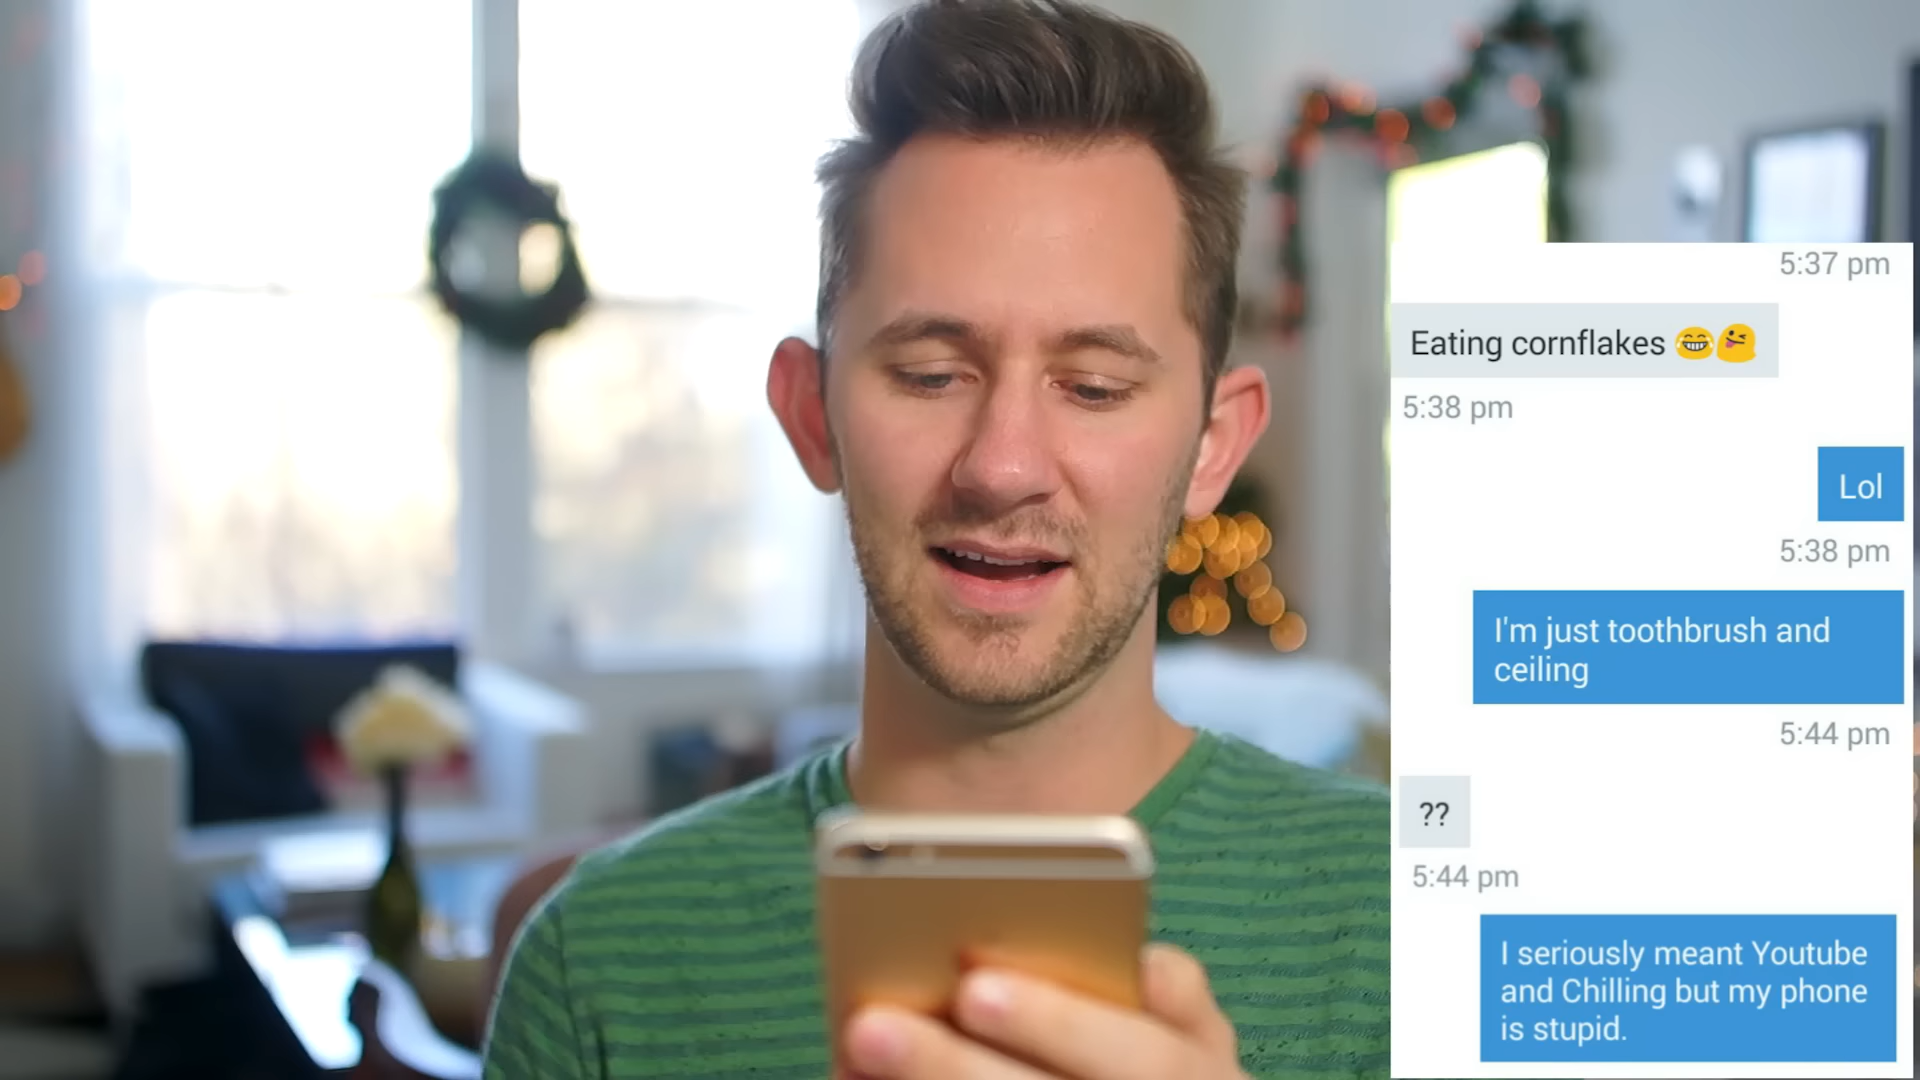 5:37 pm
Eating cornflakes 😂😜
5:38 pm
Lol
5:38 pm
I'm just toothbrush and
ceiling
5:44 pm
??
5:44 pm
I seriously meant Youtube
and Chilling but my phone
is stupid.